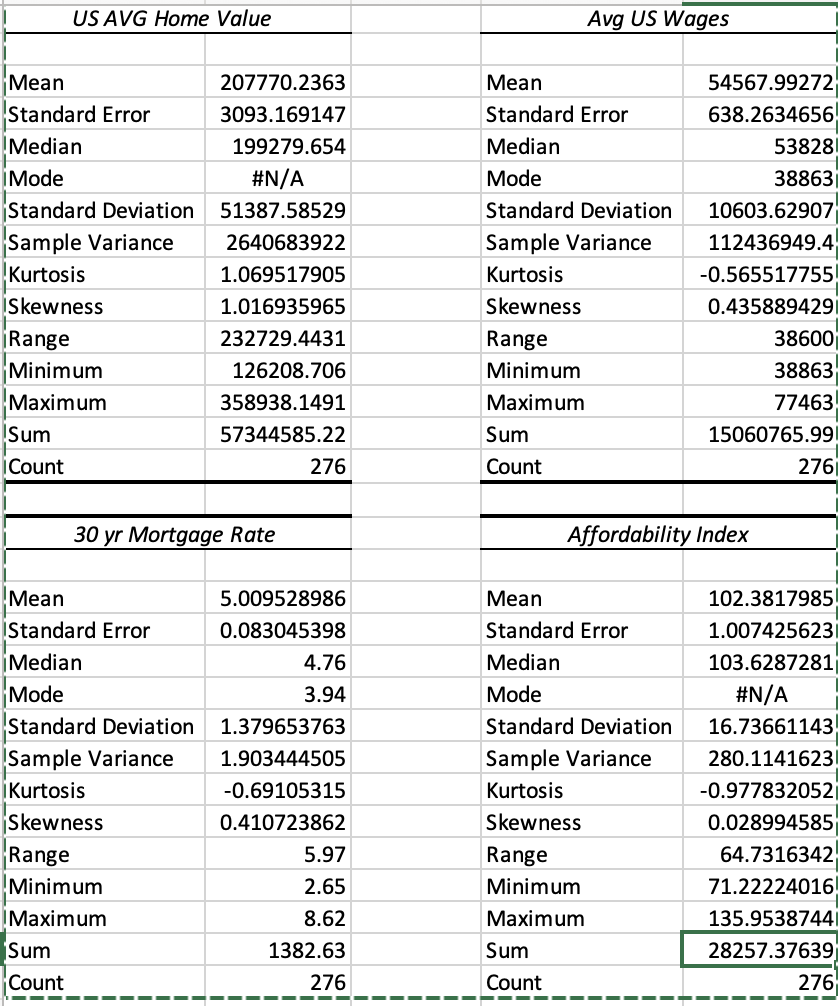 US AVG Home Value Avg US Wages
Mean 207770.2363 Mean 54567.99272
Standard Error 3093.169147 Standard Error 638.2634656
Median 199279.654 Median 53828
Mode #N/A Mode 38863
Standard Deviation 51387.58529 Standard Deviation 10603.62907
Sample Variance 2640683922 Sample Variance 112436949.4
Kurtosis 1.069517905 Kurtosis -0.565517755
Skewness 1.016935965 Skewness 0.435889429
Range 232729.4431 Range 38600
Minimum 126208.706 Minimum 38863
Maximum 358938.1491 Maximum 77463
Sum 57344585.22 Sum 15060765.99
Count 276 Count 276
30 yr Mortgage Rate Affordability Index
Mean 5.009528986 Mean 102.3817985
Standard Error 0.083045398 Standard Error 1.007425623
Median 4.76 Median 103.6287281
Mode 3.94 Mode #N/A
Standard Deviation 1.379653763 Standard Deviation 16.73661143
Sample Variance 1.903444505 Sample Variance 280.1141623
Kurtosis -0.69105315 Kurtosis -0.977832052
Skewness 0.410723862 Skewness 0.028994585
Range 5.97 Range 64.7316342
Minimum 2.65 Minimum 71.22224016
Maximum 8.62 Maximum 135.9538744
Sum 1382.63 Sum 28257.37639
Count 276 Count 276